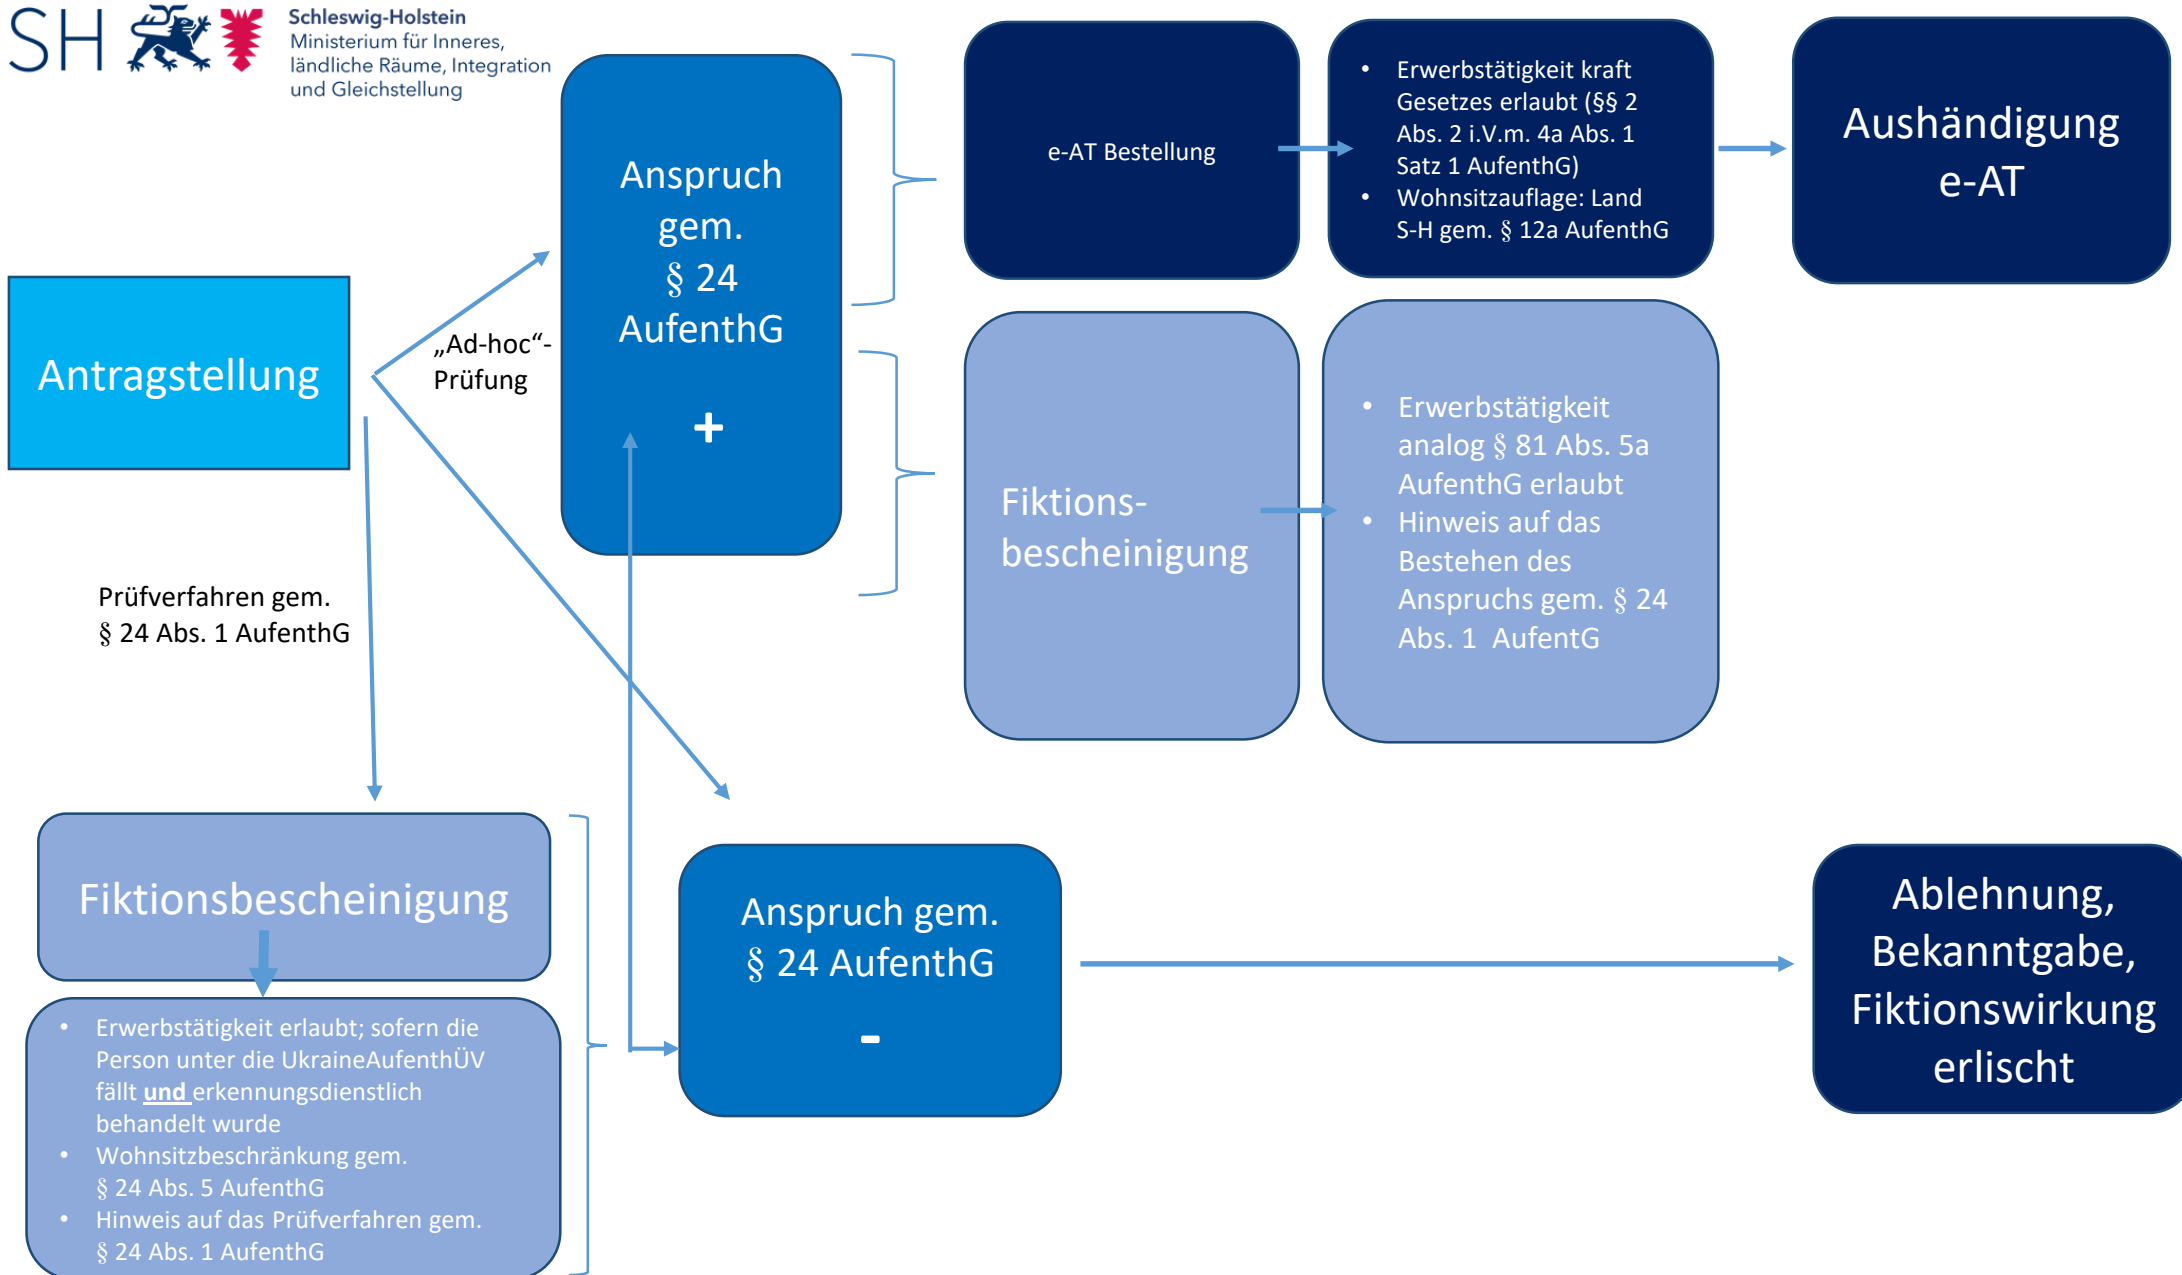 SH
Schleswig-Holstein
Ministerium für Inneres,
ländliche Räume, Integration
und Gleichstellung
Antragstellung
„Ad-hoc“-
Prüfung
Prüfverfahren gem.
§ 24 Abs. 1 AufenthG
Anspruch
gem.
§ 24
AufenthG
+
e-AT Bestellung
• Erwerbstätigkeit kraft
Gesetzes erlaubt (§§ 2
Abs. 2 i.V.m. 4a Abs. 1
Satz 1 AufenthG)
• Wohnsitzauflage: Land
S-H gem. § 12a AufenthG
Aushändigung
e-AT
Fiktions-
bescheinigung
• Erwerbstätigkeit
analog § 81 Abs. 5a
AufenthG erlaubt
• Hinweis auf das
Bestehen des
Anspruchs gem. § 24
Abs. 1  AufentG
Fiktionsbescheinigung
• Erwerbstätigkeit erlaubt; sofern die
Person unter die UkraineAufenthÜV
fällt und erkennungsdienstlich
behandelt wurde
• Wohnsitzbeschränkung gem.
§ 24 Abs. 5 AufenthG
• Hinweis auf das Prüfverfahren gem.
§ 24 Abs. 1 AufenthG
Anspruch gem.
§ 24 AufenthG
-
Ablehnung,
Bekanntgabe,
Fiktionswirkung
erlischt